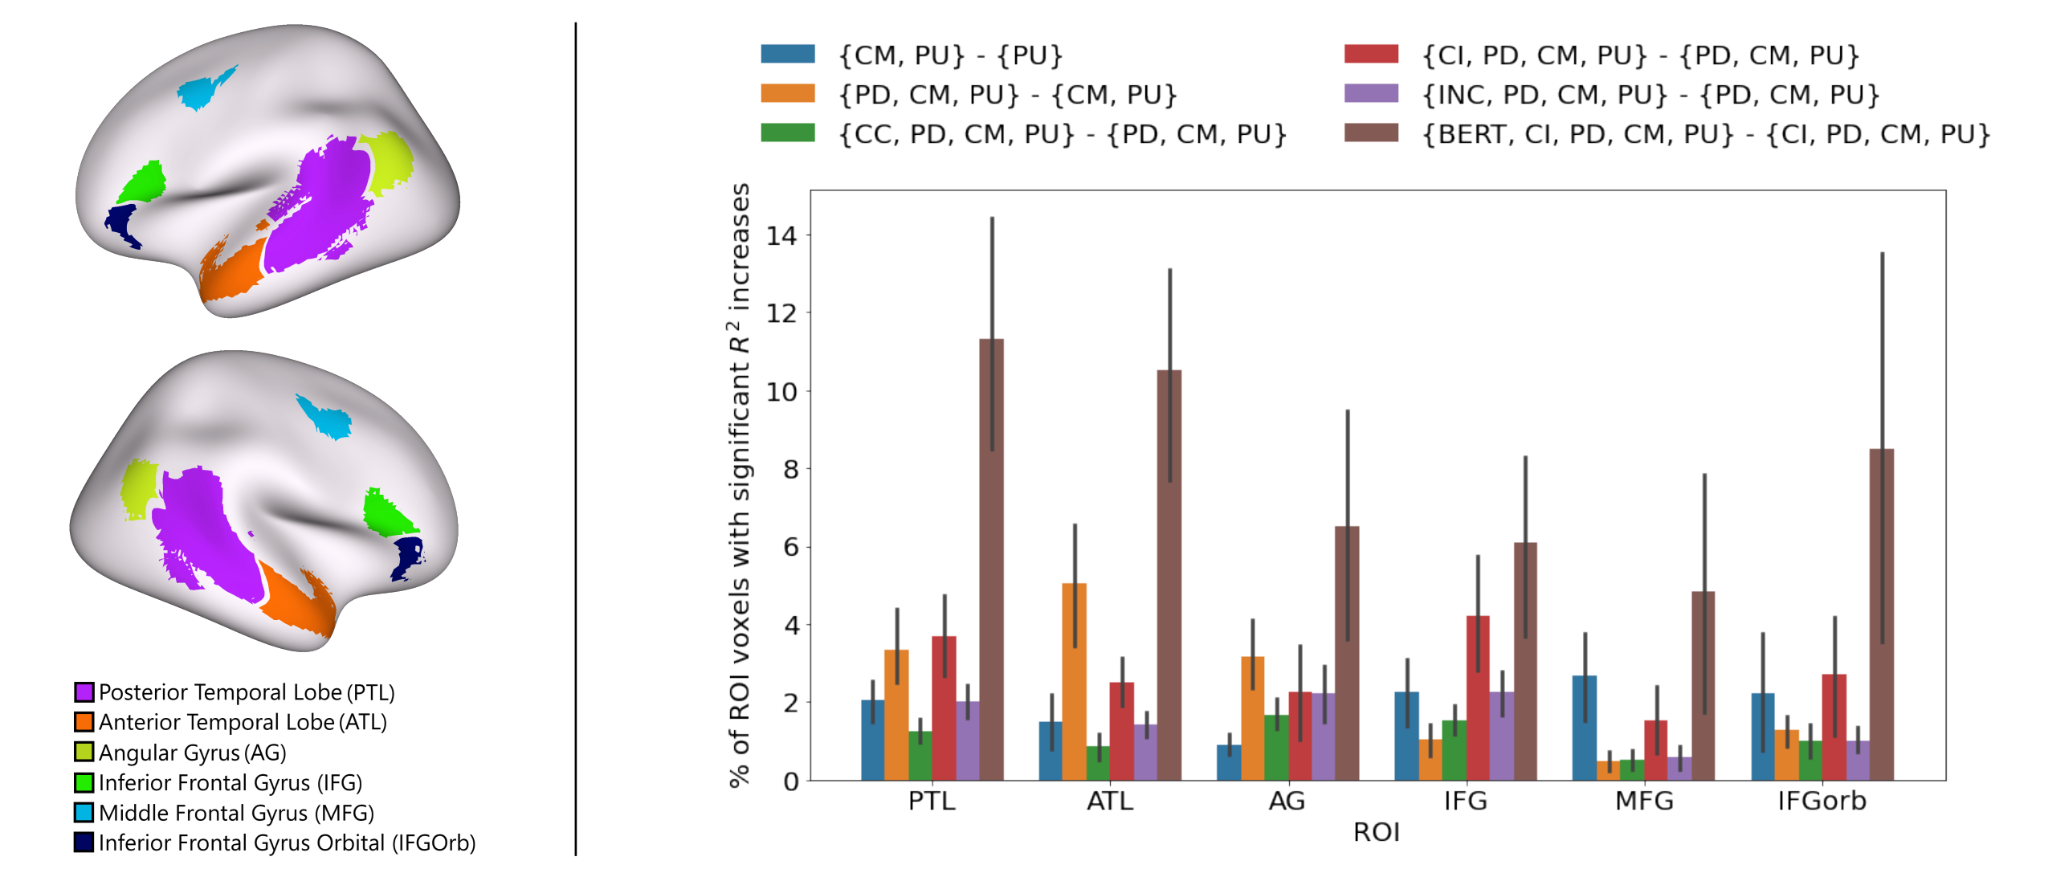 Posterior Temporal Lobe (PTL)
Anterior Temporal Lobe (ATL)
Angular Gyrus (AG)
Inferior Frontal Gyrus (IFG)
Middle Frontal Gyrus (MFG)
Inferior Frontal Gyrus Orbital (IFGOrb)
{CM, PU} - {PU}
{PD, CM, PU} - {CM, PU}
{CC, PD, CM, PU} - {PD, CM, PU}
{CI, PD, CM, PU} - {PD, CM, PU}
{INC, PD, CM, PU} - {PD, CM, PU}
{BERT, CI, PD, CM, PU} - {CI, PD, CM, PU}
% of ROI voxels with significant R² increases
14
12
10
8
6
4
2
0
PTL ATL AG IFG MFG IFGorb
ROI